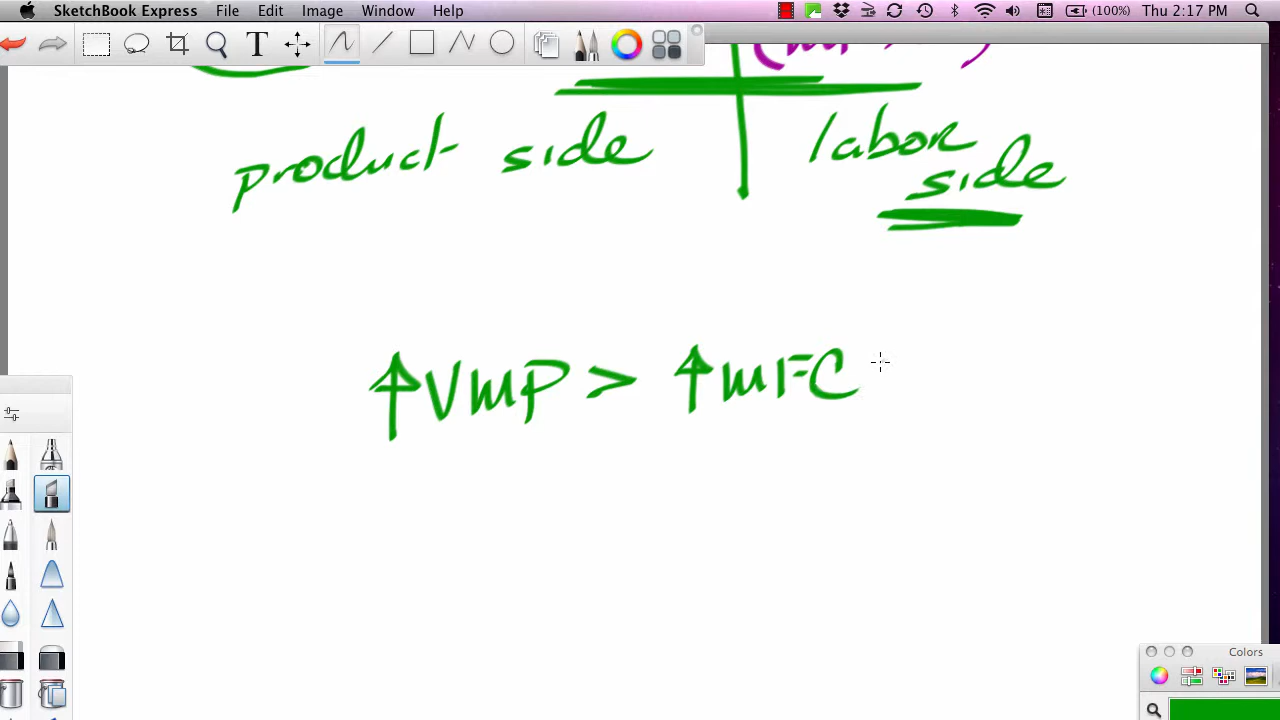 SketchBook Express File Edit Image Window Help (100%) Thu 2:17 PM
T
product side labor
side
↑VMP > ↑MFC
Colors